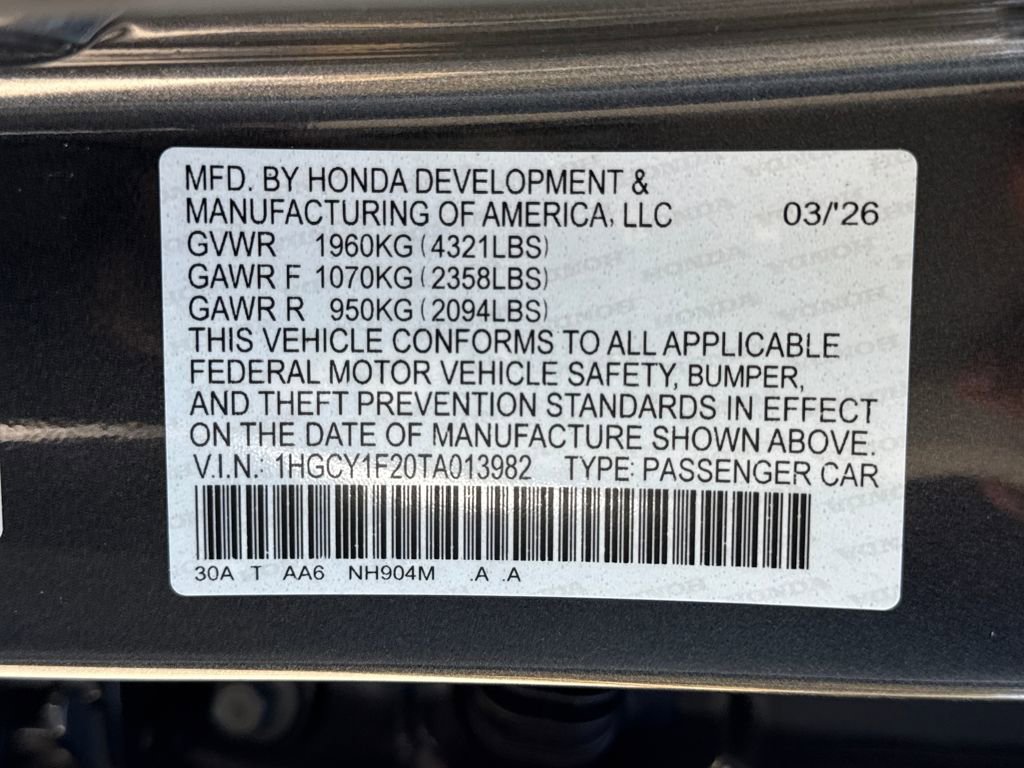 MFD. BY HONDA DEVELOPMENT &
MANUFACTURING OF AMERICA, LLC 03/'26
GVWR 1960KG (4321LBS)
GAWR F 1070KG (2358LBS)
GAWR R 950KG (2094LBS)
THIS VEHICLE CONFORMS TO ALL APPLICABLE
FEDERAL MOTOR VEHICLE SAFETY, BUMPER,
AND THEFT PREVENTION STANDARDS IN EFFECT
ON THE DATE OF MANUFACTURE SHOWN ABOVE.
V.I.N.: 1HGCY1F20TA013982 TYPE: PASSENGER CAR
30A T AA6 NH904M .A .A